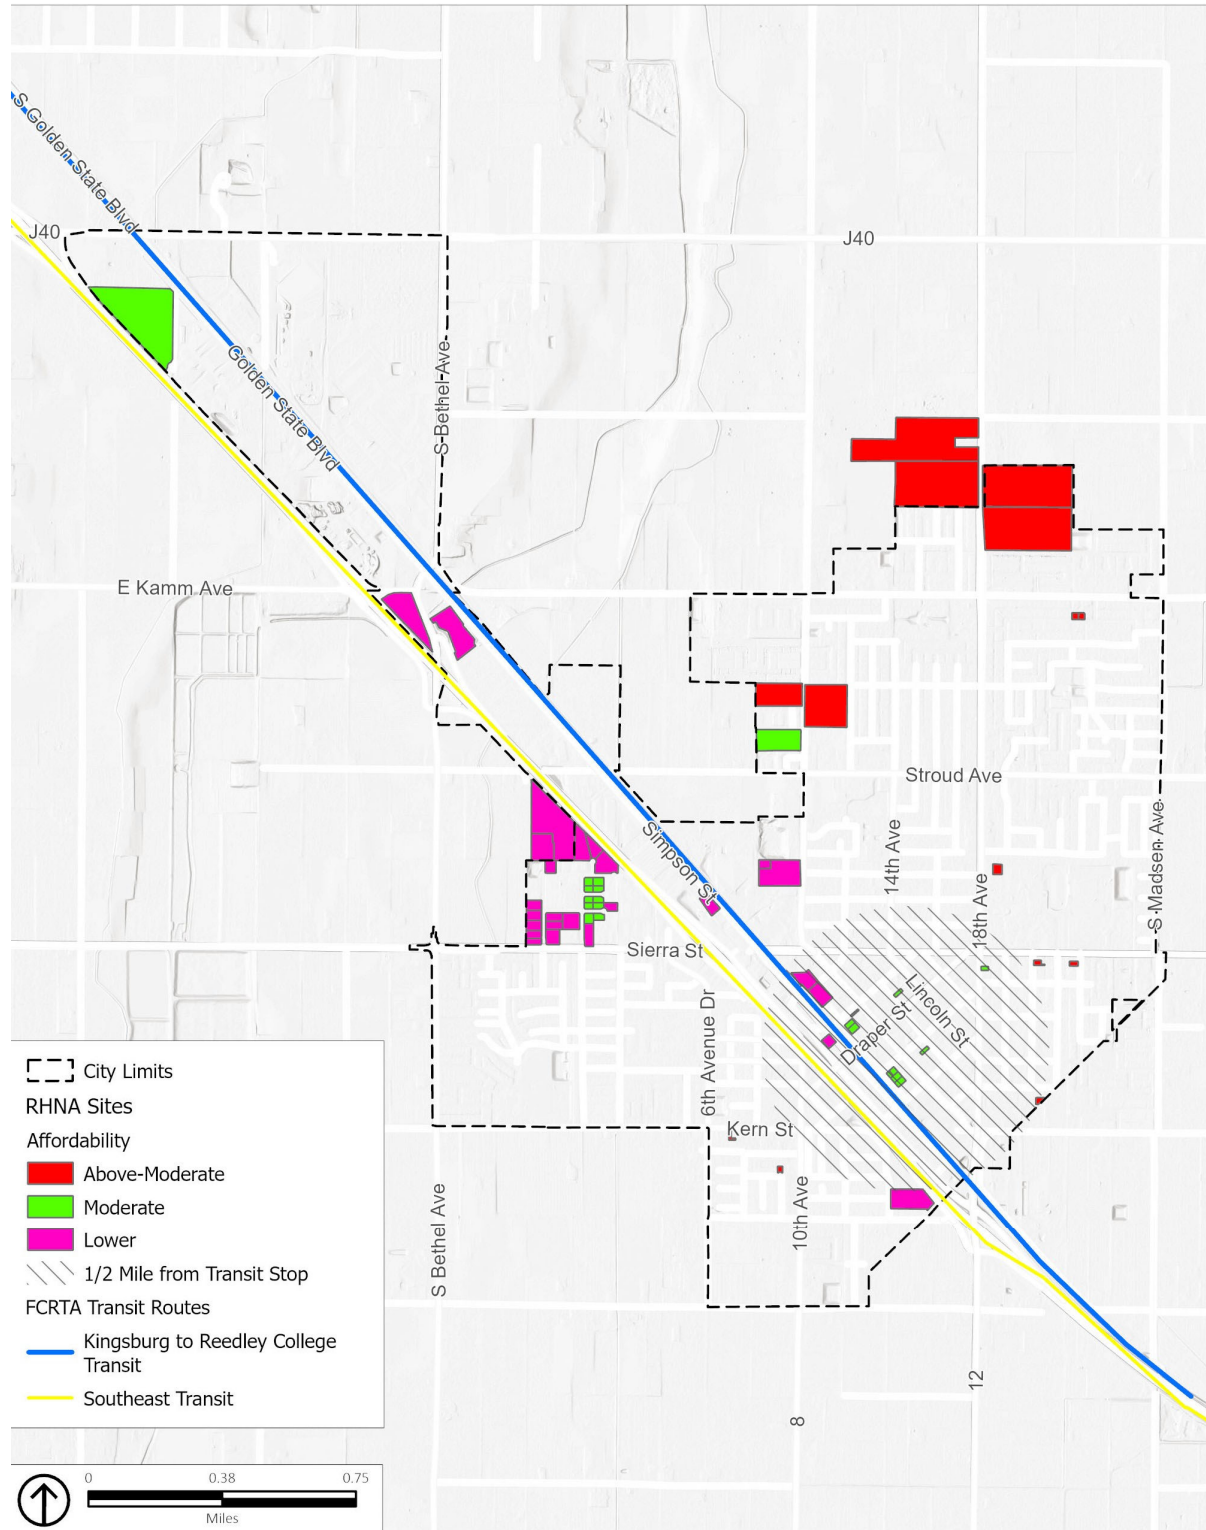 S Golden State Blvd
J40
J40
Golden State Blvd
S Bethel Ave
E Kamm Ave
Stroud Ave
Simpson St
14th Ave
18th Ave
S Madsen Ave
Sierra St
6th Avenue Dr
Lincoln St
Draper St
Kern St
10th Ave
S Bethel Ave
12
8
City Limits
RHNA Sites
Affordability
Above-Moderate
Moderate
Lower
1/2 Mile from Transit Stop
FCRTA Transit Routes
Kingsburg to Reedley College
Transit
Southeast Transit
0 0.38 0.75
Miles